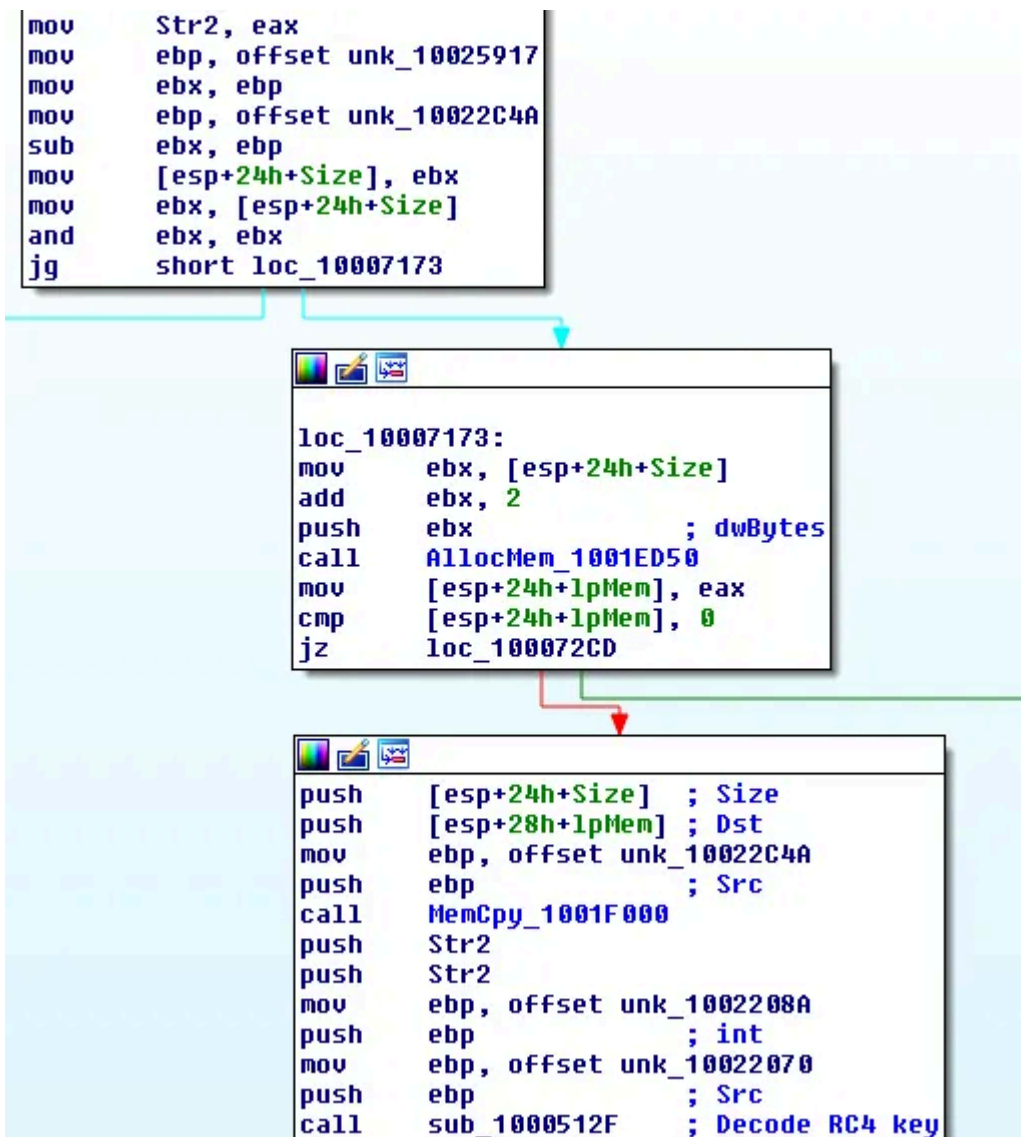 mov Str2, eax
mov ebp, offset unk_10025917
mov ebx, ebp
mov ebp, offset unk_10022C4A
sub ebx, ebp
mov [esp+24h+Size], ebx
mov ebx, [esp+24h+Size]
and ebx, ebx
jg short loc_10007173
loc_10007173:
mov ebx, [esp+24h+Size]
add ebx, 2
push ebx ; dwBytes
call AllocMem_1001ED50
mov [esp+24h+lpMem], eax
cmp [esp+24h+lpMem], 0
jz loc_100072CD
push [esp+24h+Size] ; Size
push [esp+28h+lpMem] ; Dst
mov ebp, offset unk_10022C4A
push ebp ; Src
call MemCpy_1001F000
push Str2
push Str2
mov ebp, offset unk_1002208A
push ebp ; int
mov ebp, offset unk_10022070
push ebp ; Src
call sub_1000512F ; Decode RC4 key